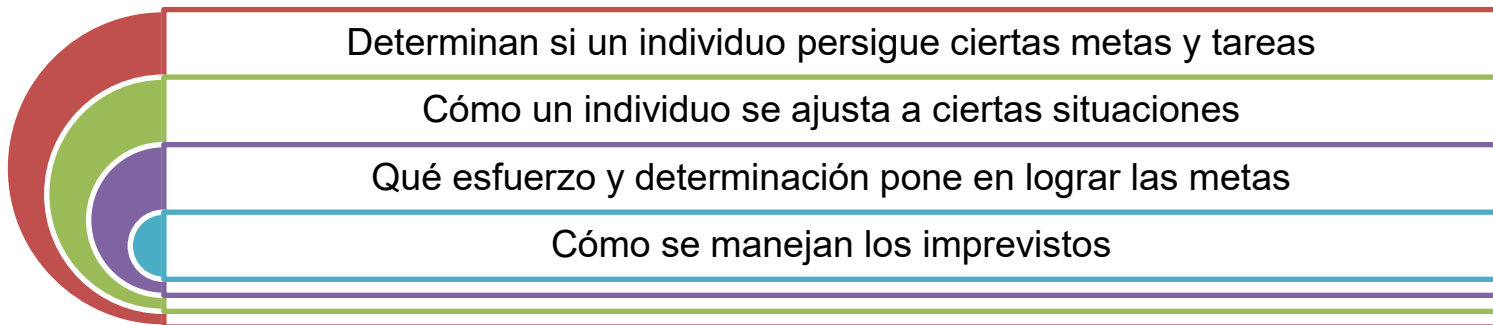 Determinan si un individuo persigue ciertas metas y tareas
Cómo un individuo se ajusta a ciertas situaciones
Qué esfuerzo y determinación pone en lograr las metas
Cómo se manejan los imprevistos